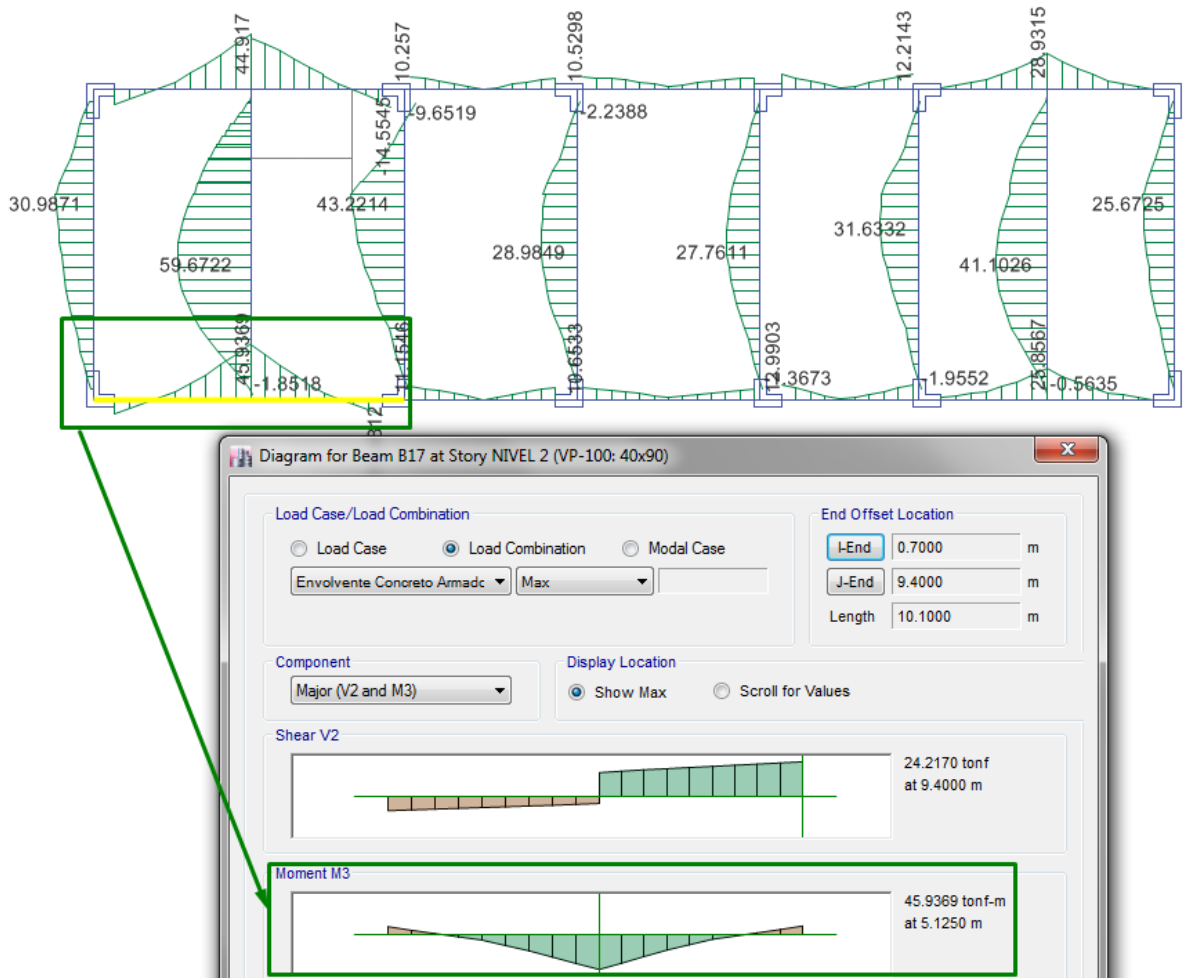 44.917
10.257
10.5298
12.2143
28.9315
-14.5545
-9.6519
-2.2388
30.9871
43.2214
28.9849
27.7611
31.6332
25.6725
59.6722
41.1026
45.9369
-1.8518
11.1546
10.6533
12.9903
-1.9552
25.8567
-0.5635
Diagram for Beam B17 at Story NIVEL 2 (VP-100: 40x90)
x
Load Case/Load Combination
Load Case
Load Combination
Modal Case
Envolvente Concreto Armadc
Max
End Offset Location
I-End 0.7000 m
J-End 9.4000 m
Length 10.1000 m
Component
Major (V2 and M3)
Display Location
Show Max
Scroll for Values
Shear V2
24.2170 tonf
at 9.4000 m
Moment M3
45.9369 tonf-m
at 5.1250 m